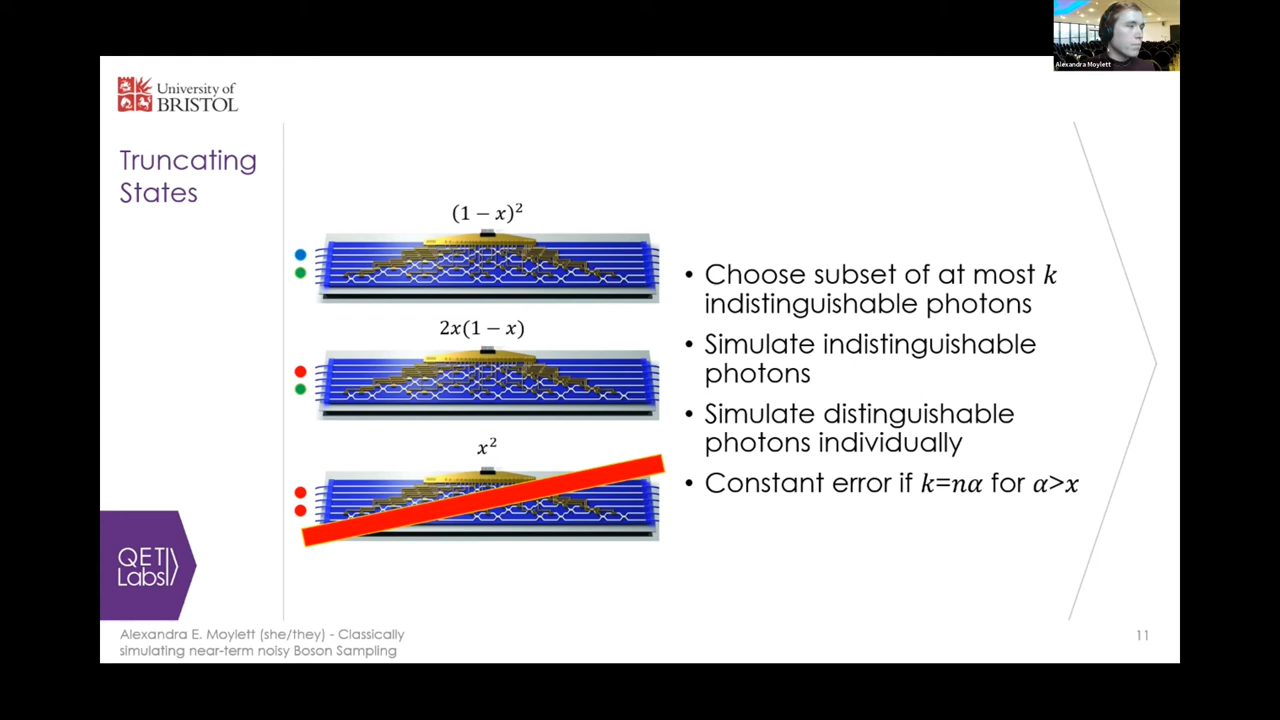 Alexandra Moylett
University of
BRISTOL
Truncating
States
(1 − x)²
2x(1 − x)
x²
• Choose subset of at most k
indistinguishable photons
• Simulate indistinguishable
photons
• Simulate distinguishable
photons individually
• Constant error if k=nα for α>x
QET
Labs
Alexandra E. Moylett (she/they) - Classically
simulating near-term noisy Boson Sampling
11